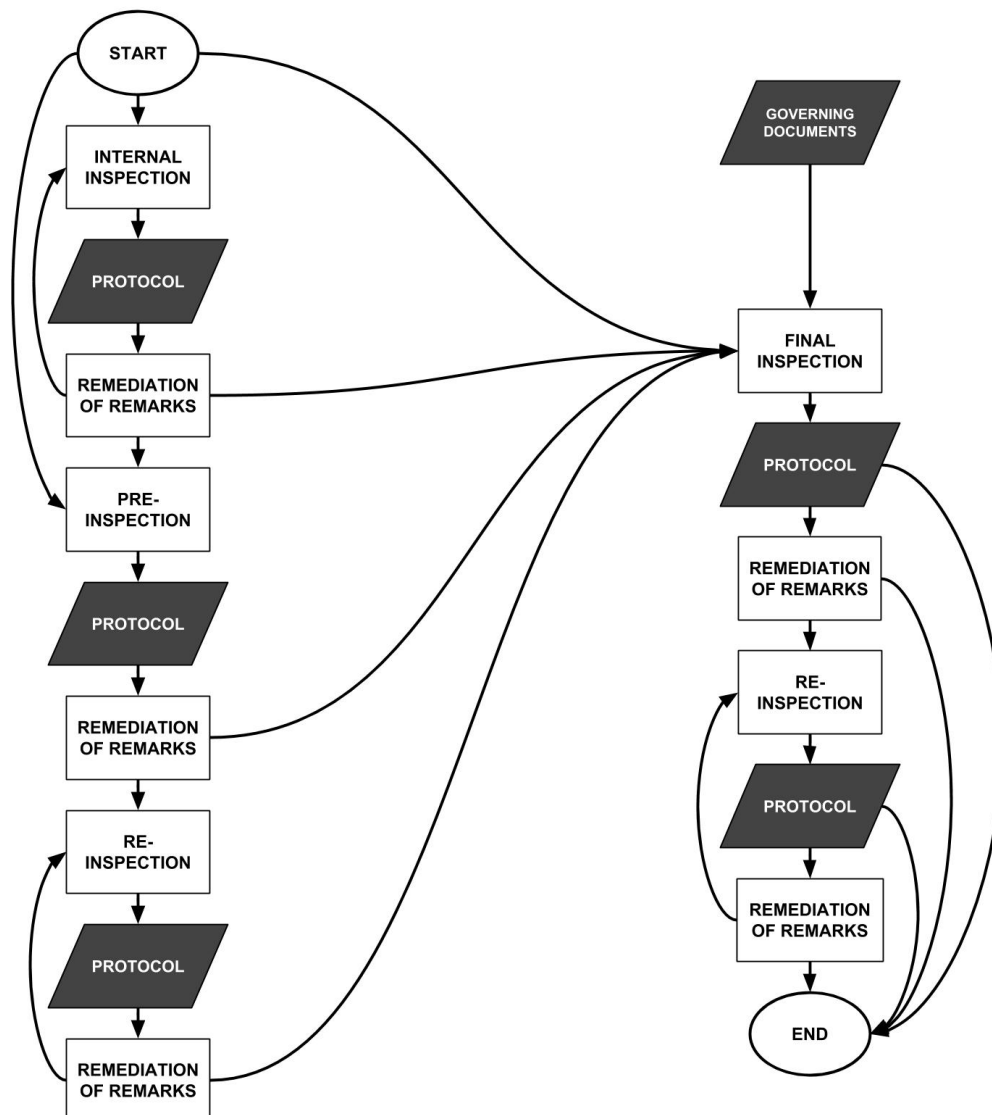 START
INTERNAL
INSPECTION
PROTOCOL
REMEDIATION
OF REMARKS
PRE-
INSPECTION
PROTOCOL
REMEDIATION
OF REMARKS
RE-
INSPECTION
PROTOCOL
REMEDIATION
OF REMARKS
GOVERNING
DOCUMENTS
FINAL
INSPECTION
PROTOCOL
REMEDIATION
OF REMARKS
RE-
INSPECTION
PROTOCOL
REMEDIATION
OF REMARKS
END